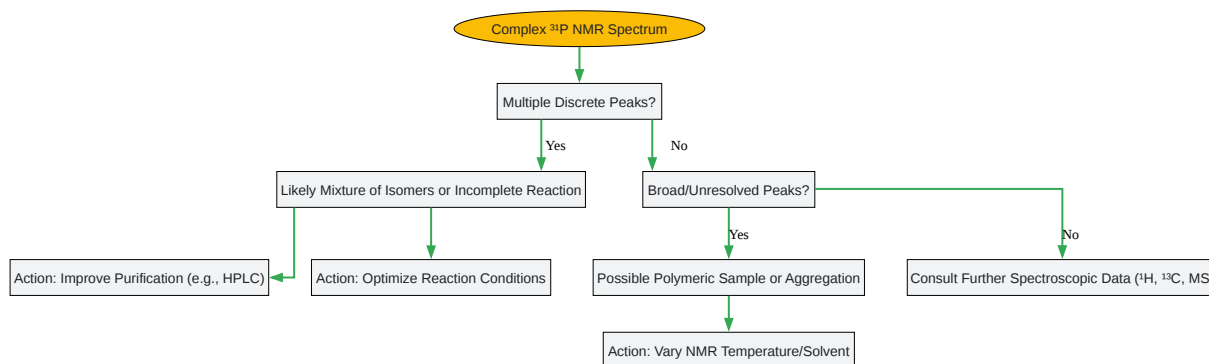 Complex ³¹P NMR Spectrum
Multiple Discrete Peaks?
Yes
No
Likely Mixture of Isomers or Incomplete Reaction
Broad/Unresolved Peaks?
Yes
No
Action: Improve Purification (e.g., HPLC)
Action: Optimize Reaction Conditions
Possible Polymeric Sample or Aggregation
Consult Further Spectroscopic Data (¹H, ¹³C, MS
Action: Vary NMR Temperature/Solvent